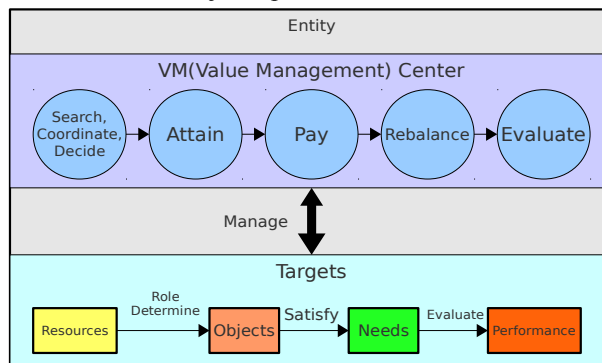 Entity
VM(Value Management) Center
Search,
Coordinate,
Decide
Attain
Pay
Rebalance
Evaluate
Manage
Targets
Resources
Role
Determine
Objects
Satisfy
Needs
Evaluate
Performance